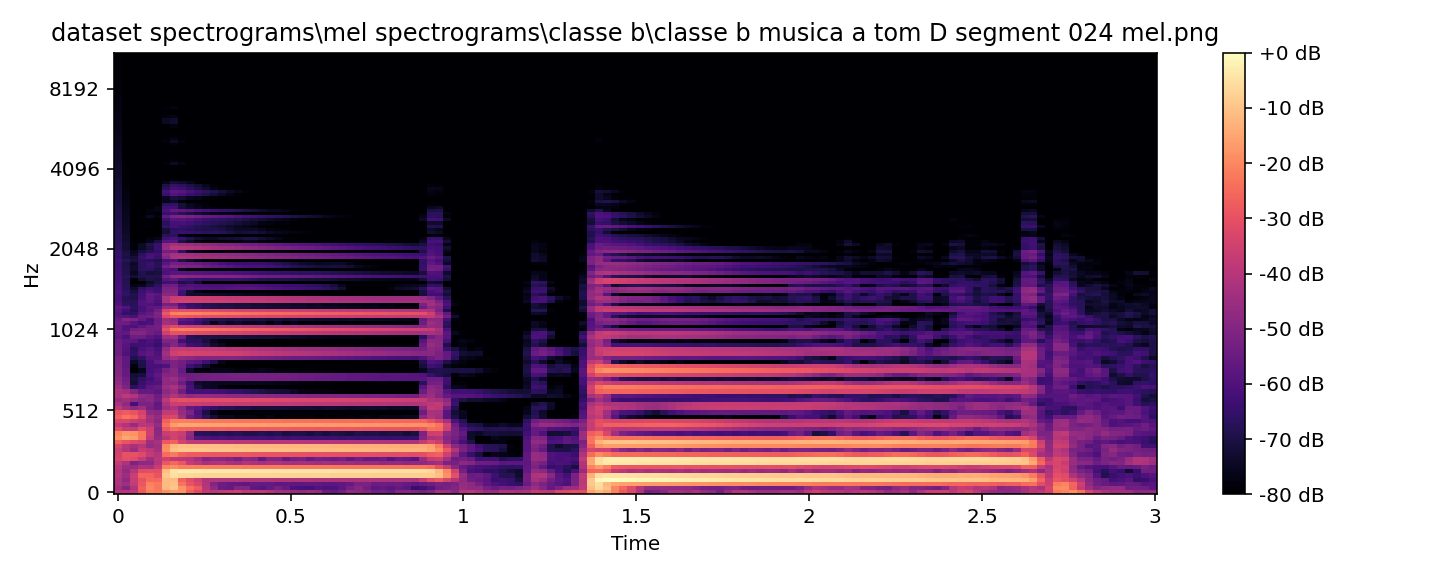 dataset spectrograms\mel spectrograms\classe b\classe b musica a tom D segment 024 mel.png
8192
4096
2048
1024
512
0
Hz
0
0.5
1
1.5
2
2.5
3
Time
+0 dB
-10 dB
-20 dB
-30 dB
-40 dB
-50 dB
-60 dB
-70 dB
-80 dB